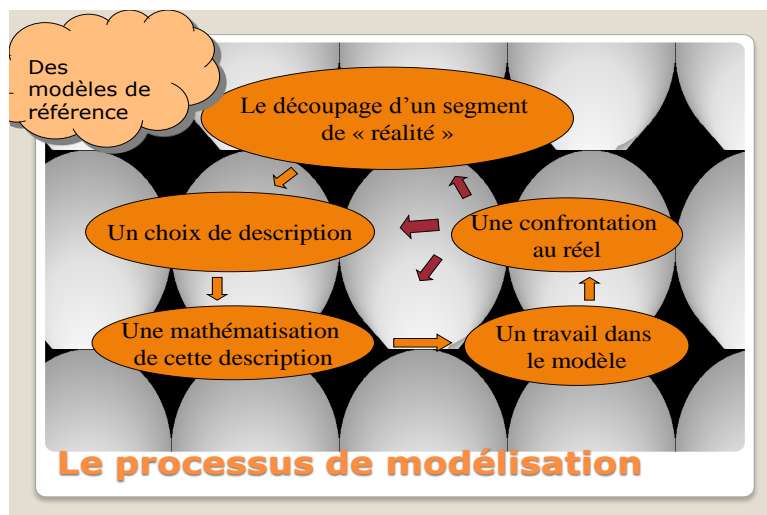 Des
modèles de
référence
Le découpage d'un segment
de « réalité »
Un choix de description
Une confrontation
au réel
Une mathématisation
de cette description
Un travail dans
le modèle
Le processus de modélisation